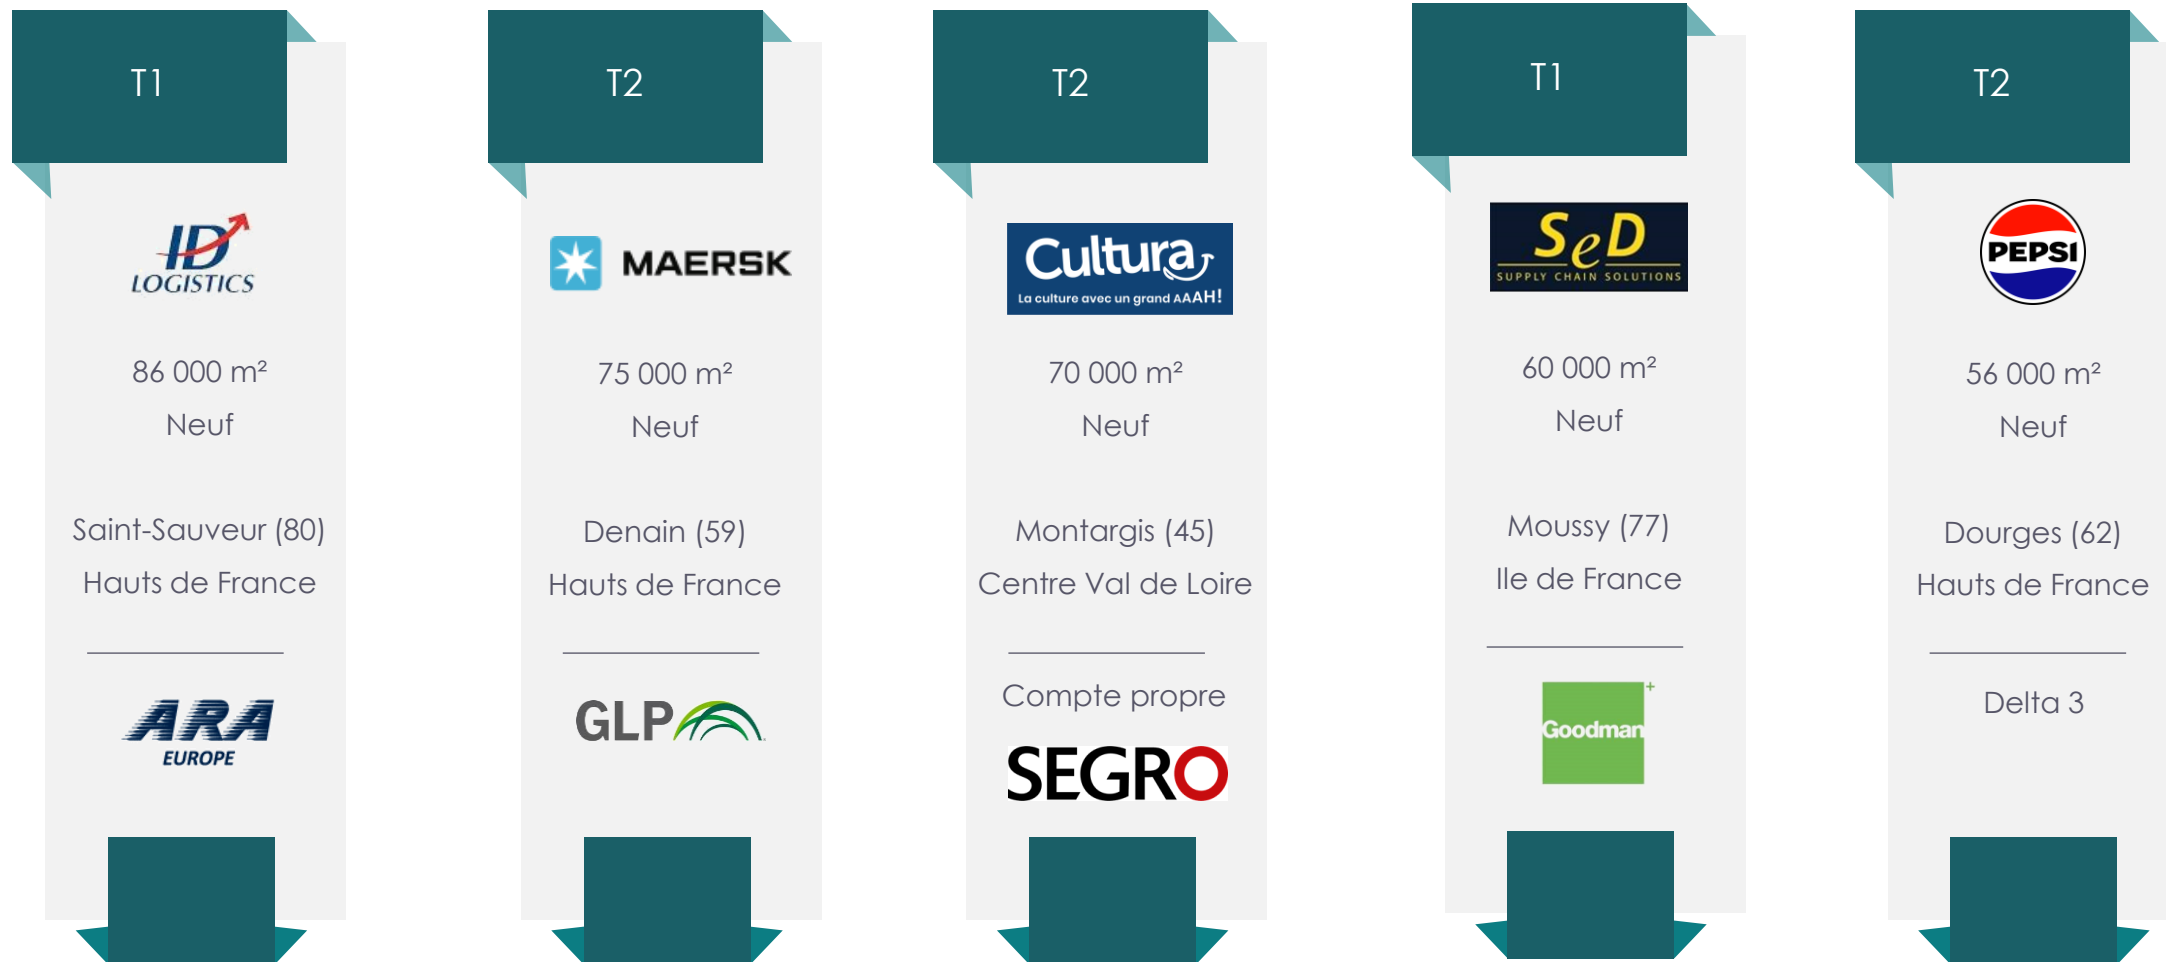 T1
ID
LOGISTICS
86 000 m²
Neuf
Saint-Sauveur (80)
Hauts de France
ARA
EUROPE
T2
MAERSK
75 000 m²
Neuf
Denain (59)
Hauts de France
GLP
T2
Cultura
La culture avec un grand AAAH!
70 000 m²
Neuf
Montargis (45)
Centre Val de Loire
Compte propre
SEGRO
T1
SeD
SUPPLY CHAIN SOLUTIONS
60 000 m²
Neuf
Moussy (77)
Ile de France
Goodman+
T2
PEPSI
56 000 m²
Neuf
Dourges (62)
Hauts de France
Delta 3